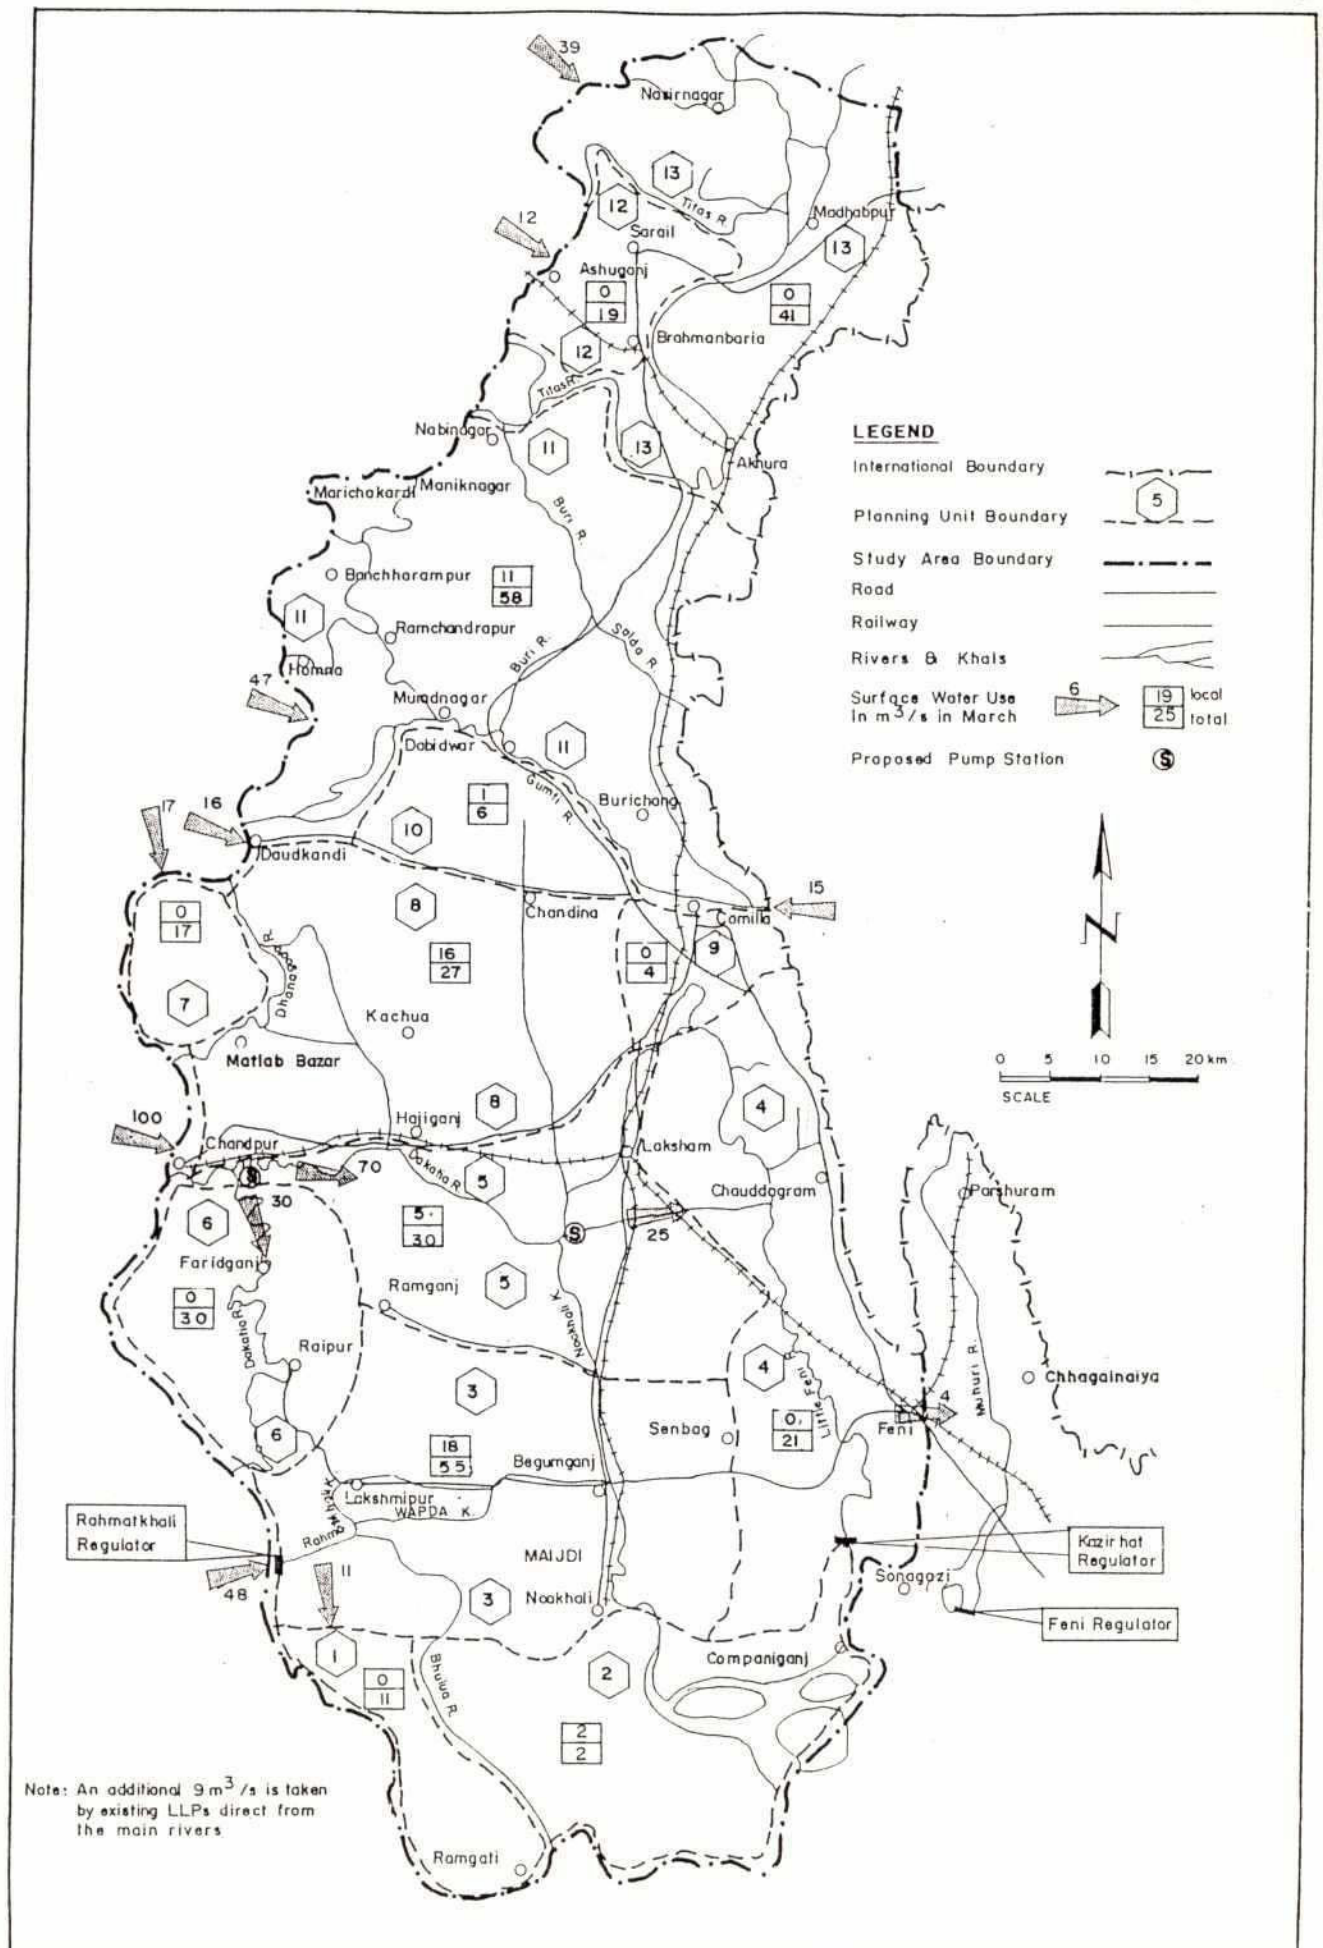 39
Nasirnagar
13
12
Titas R.
12
Madhabpur
Sarail
13
Ashuganj
0
19
0
41
Brahmanbaria
12
Titas R.
Nabinagar
11
13
Akhura
Marichakardi
Maniknagar
Buri R.
Banchharampur
11
58
11
Ramchandrapur
Salda R.
Buri R.
Homna
47
Muradnagar
Dabidwar
11
Gumti R.
1
6
Burichang
17
16
10
Daudkandi
8
Chandina
15
Comilla
0
17
16
27
0
4
9
Dhanagoda R.
7
Kachua
Matlab Bazar
8
4
100
Hajiganj
Chandpur
Laksham
70
Dakatia R.
5
Chauddagram
Parshuram
S
30
6
5
30
S
25
Faridganj
5
Ramganj
0
30
Noakhali K.
Dakatia R.
Raipur
4
Little Feni R.
Muhuri R.
Chhagalnaiya
3
4
0
21
Feni
6
Senbag
18
55
Begumganj
Lakshmipur
WAPDA K.
Rahmatkhali K.
Rahmatkhali
Regulator
MAIJDI
Kazirhat
Regulator
48
11
Sonagazi
3
Noakhali
Feni Regulator
1
Companiganj
2
0
11
Bhulua R.
2
2
Ramgati
LEGEND
International Boundary
5
Planning Unit Boundary
Study Area Boundary
Road
Railway
Rivers & Khals
Surface Water Use
In m³/s in March
6
19 local
25 total
Proposed Pump Station
S
N
0 5 10 15 20 km.
SCALE
Note: An additional 9 m³/s is taken
by existing LLPs direct from
the main rivers